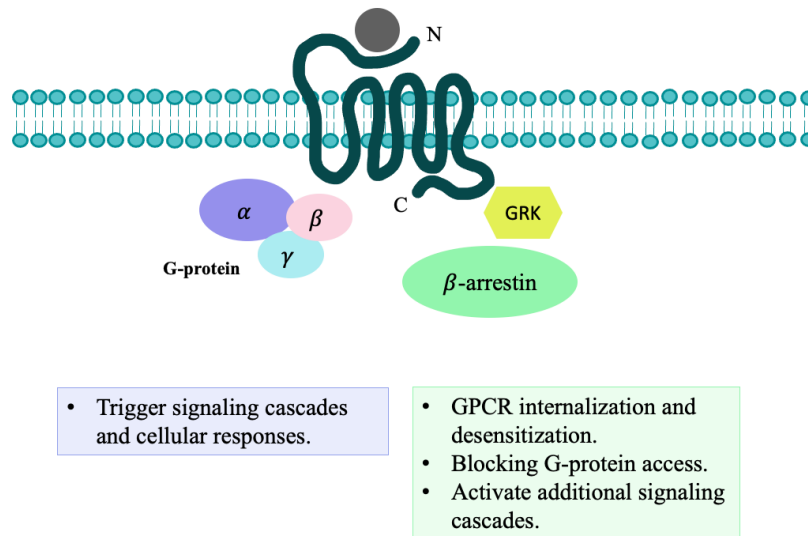 N
C
GRK
α
β
γ
G-protein
β-arrestin
• Trigger signaling cascades
and cellular responses.
• GPCR internalization and
desensitization.
• Blocking G-protein access.
• Activate additional signaling
cascades.